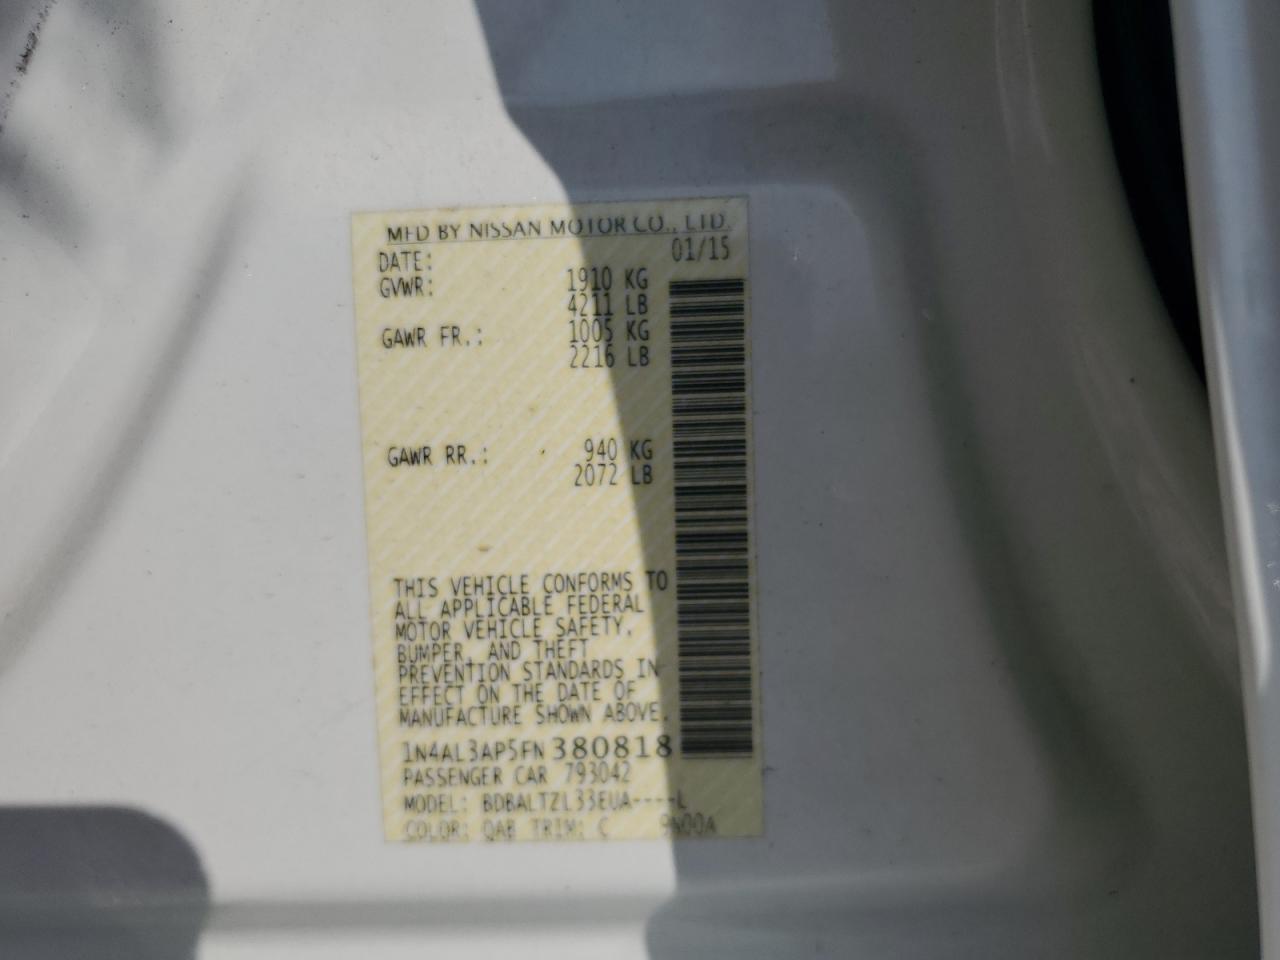 MFD BY NISSAN MOTOR CO., LTD.
DATE: 01/15
GVWR: 1910 KG
4211 LB
GAWR FR.: 1005 KG
2216 LB
GAWR RR.: 940 KG
2072 LB
THIS VEHICLE CONFORMS TO
ALL APPLICABLE FEDERAL
MOTOR VEHICLE SAFETY,
BUMPER, AND THEFT
PREVENTION STANDARDS IN
EFFECT ON THE DATE OF
MANUFACTURE SHOWN ABOVE.
1N4AL3AP5FN380818
PASSENGER CAR 793042
MODEL: BDBALTZL33EUA----L
COLOR: QAB TRIM: C